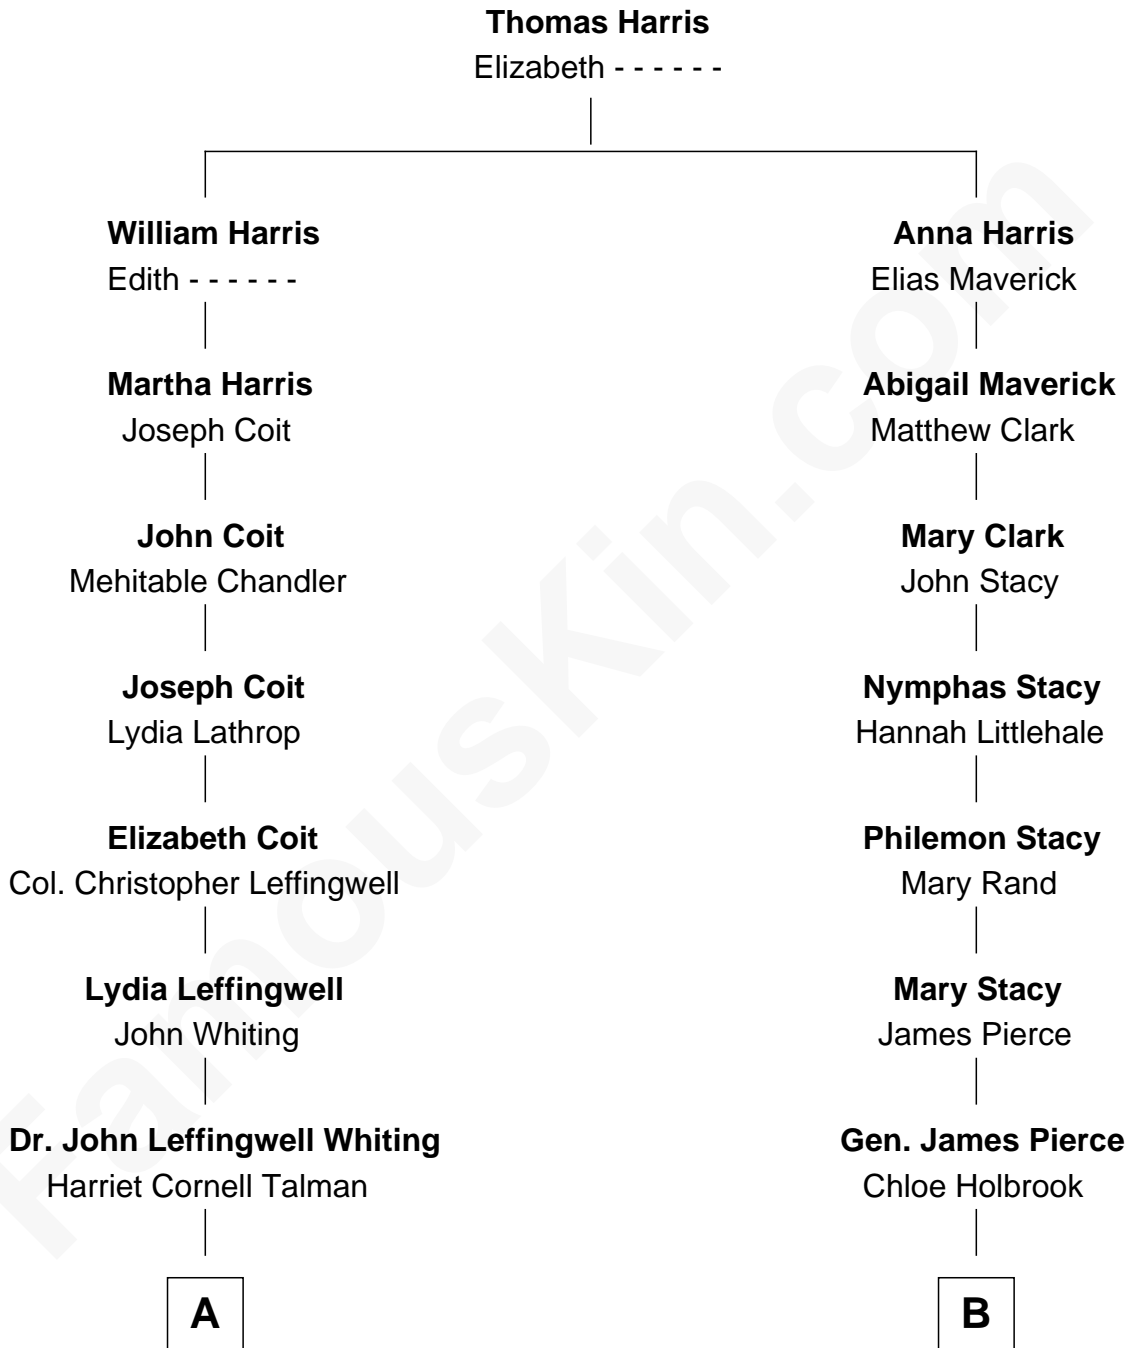 Thomas Harris
Elizabeth - - - - - -
William Harris
Edith - - - - - -
Anna Harris
Elias Maverick
Martha Harris
Joseph Coit
Abigail Maverick
Matthew Clark
John Coit
Mehitable Chandler
Mary Clark
John Stacy
Joseph Coit
Lydia Lathrop
Nymphas Stacy
Hannah Littlehale
Elizabeth Coit
Col. Christopher Leffingwell
Philemon Stacy
Mary Rand
Lydia Leffingwell
John Whiting
Mary Stacy
James Pierce
Dr. John Leffingwell Whiting
Harriet Cornell Talman
Gen. James Pierce
Chloe Holbrook
A
B
FamousKin.com